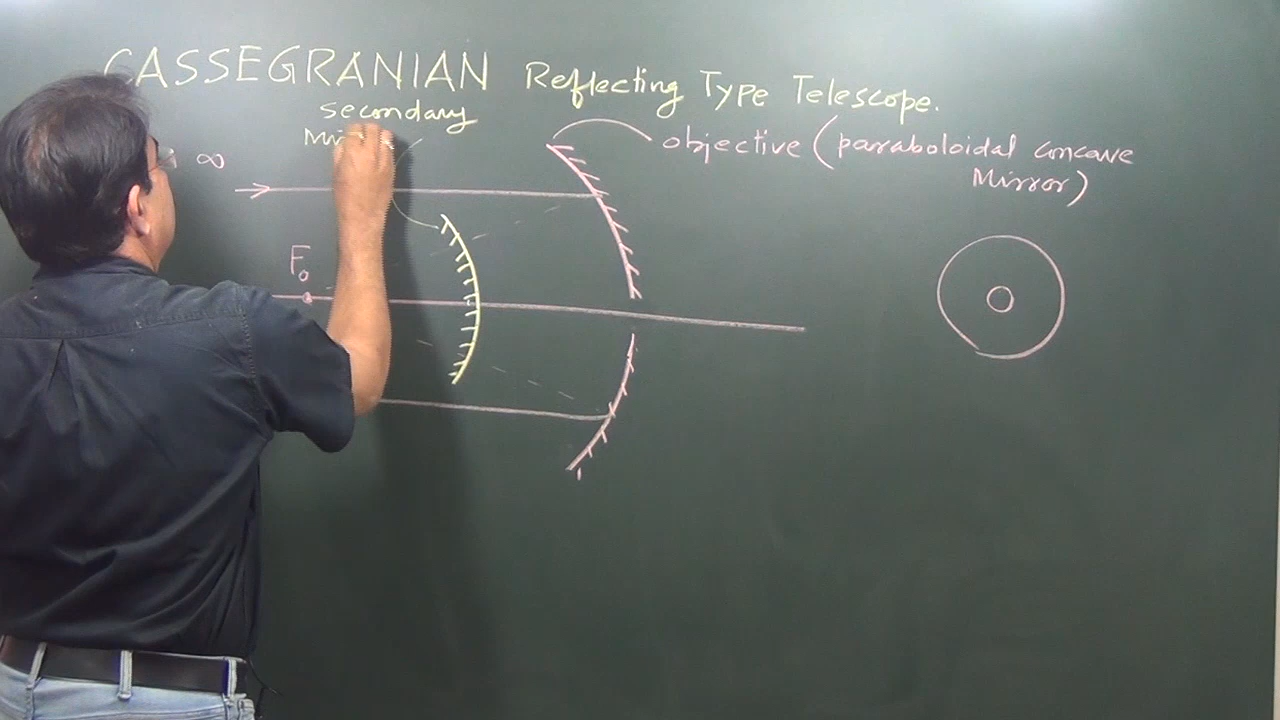 CASSEGRANIAN Reflecting Type Telescope.
secondary
∞
objective (paraboloidal concave
Mirror)
F₀